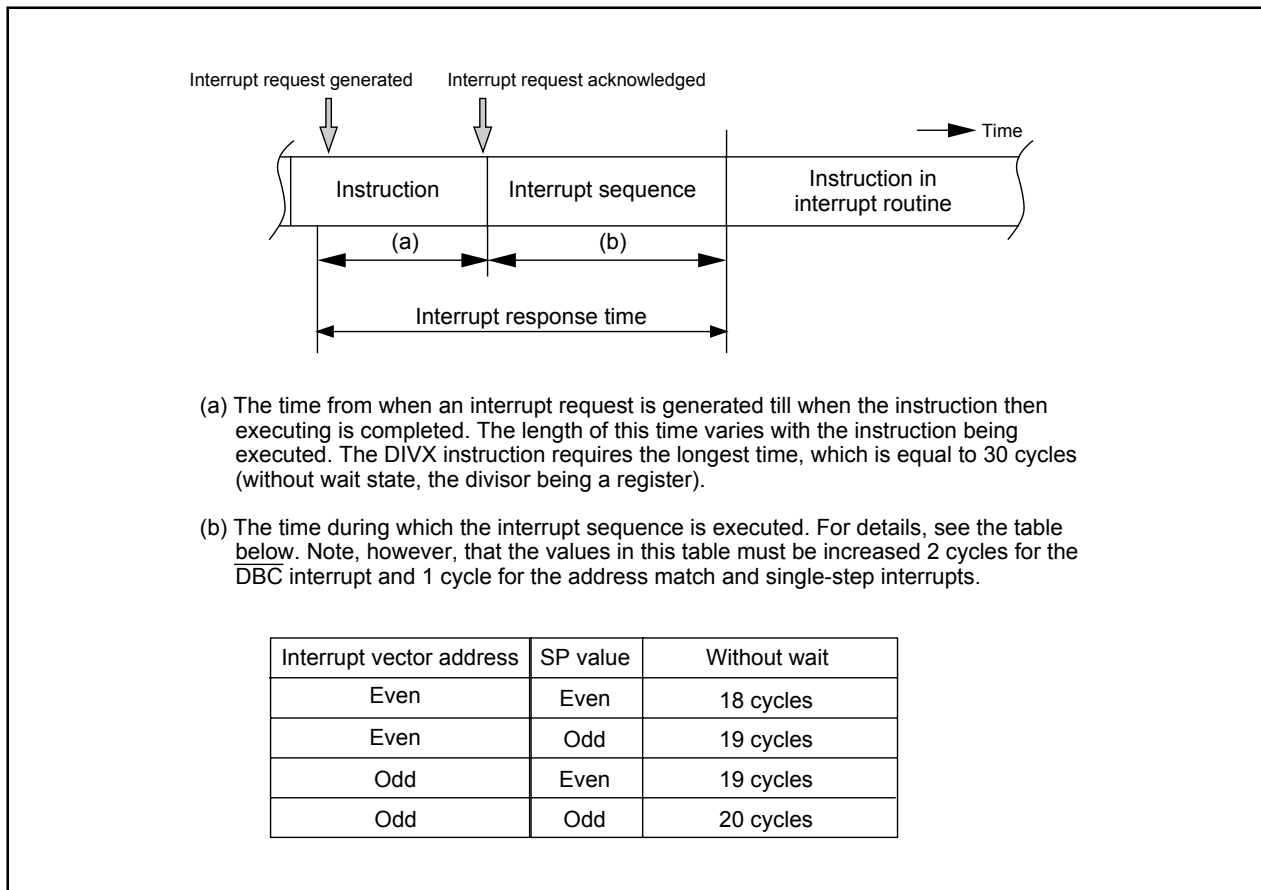 Interrupt request generated
Interrupt request acknowledged
Time
Instruction
Interrupt sequence
Instruction in
interrupt routine
(a)
(b)
Interrupt response time
(a) The time from when an interrupt request is generated till when the instruction then
executing is completed. The length of this time varies with the instruction being
executed. The DIVX instruction requires the longest time, which is equal to 30 cycles
(without wait state, the divisor being a register).
(b) The time during which the interrupt sequence is executed. For details, see the table
below. Note, however, that the values in this table must be increased 2 cycles for the
DBC interrupt and 1 cycle for the address match and single-step interrupts.
Interrupt vector address SP value Without wait
Even Even 18 cycles
Even Odd 19 cycles
Odd Even 19 cycles
Odd Odd 20 cycles